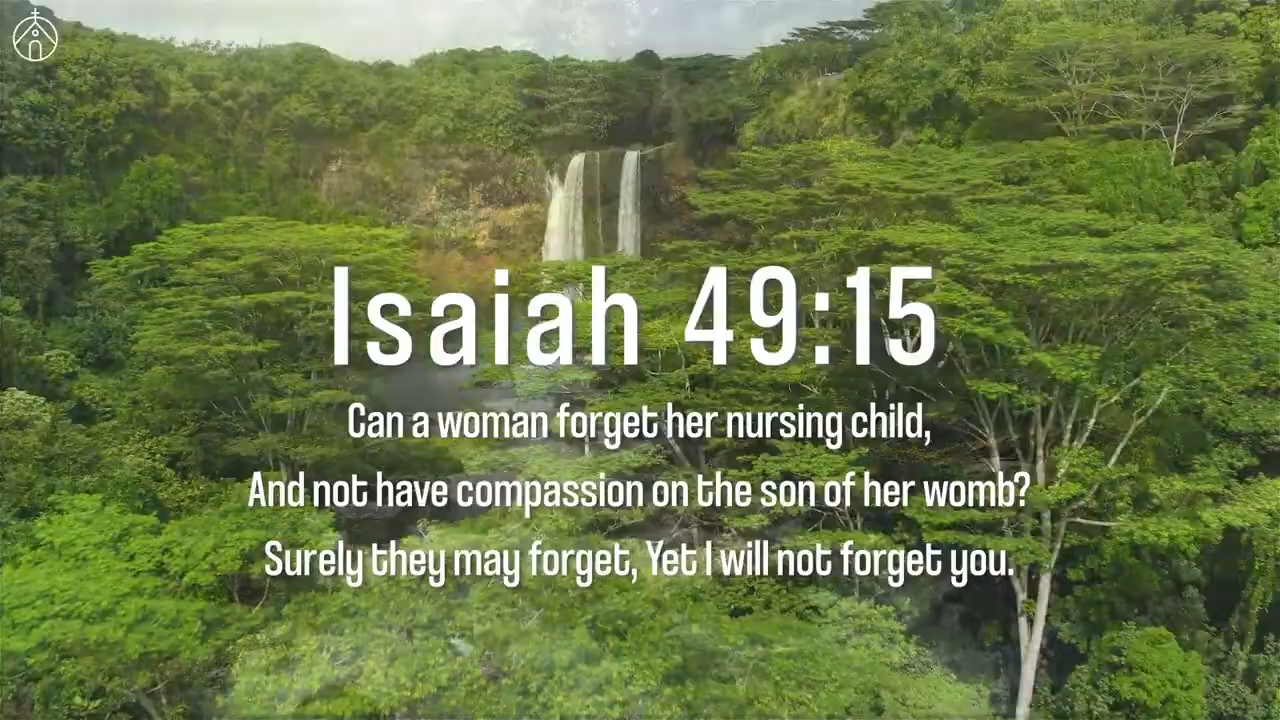 Isaiah 49:15
Can a woman forget her nursing child,
And not have compassion on the son of her womb?
Surely they may forget, Yet I will not forget you.